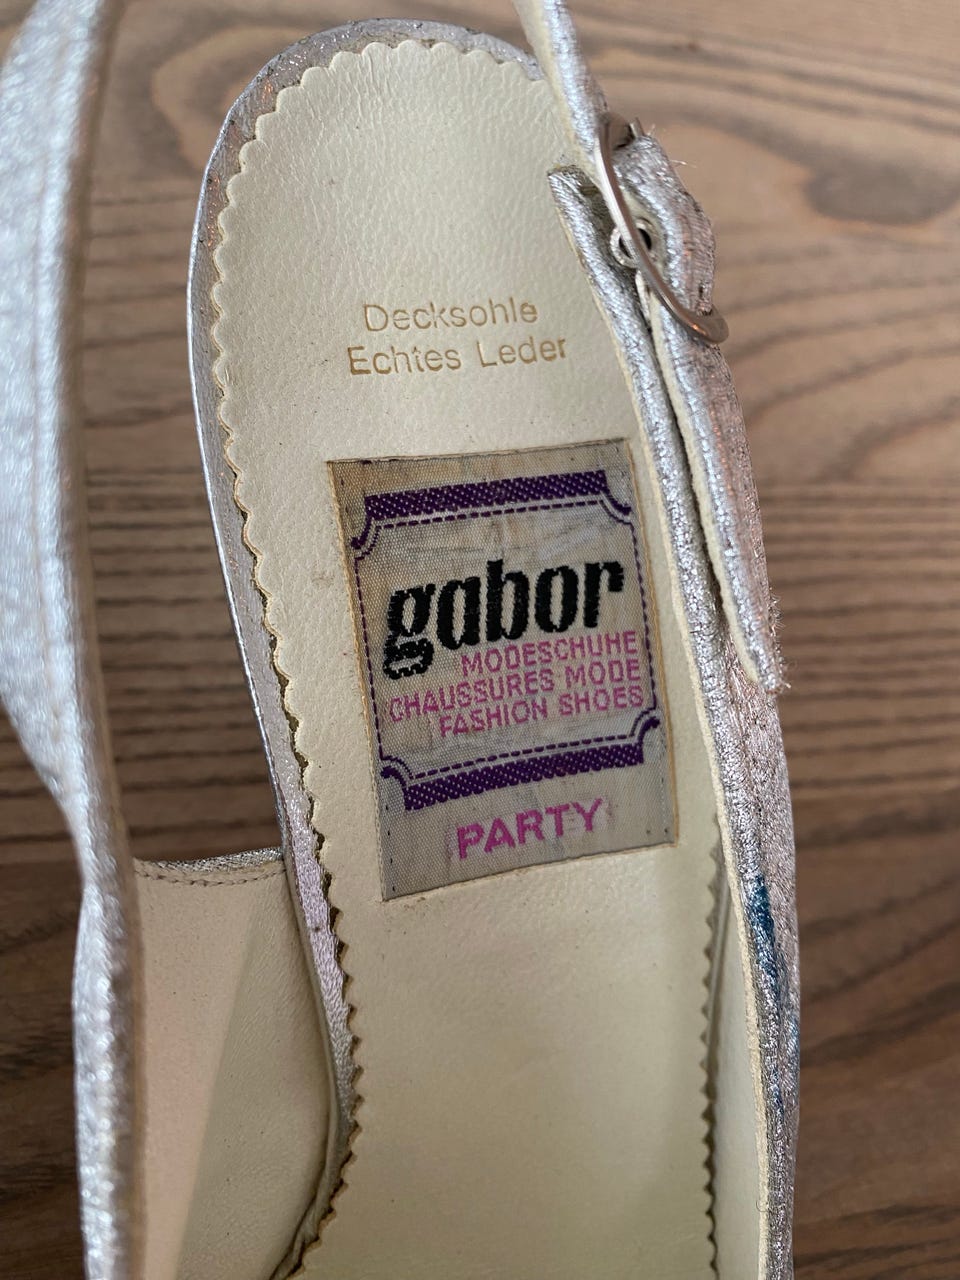 Decksohle
Echtes Leder
gabor
MODESCHUHE
CHAUSSURES MODE
FASHION SHOES
PARTY